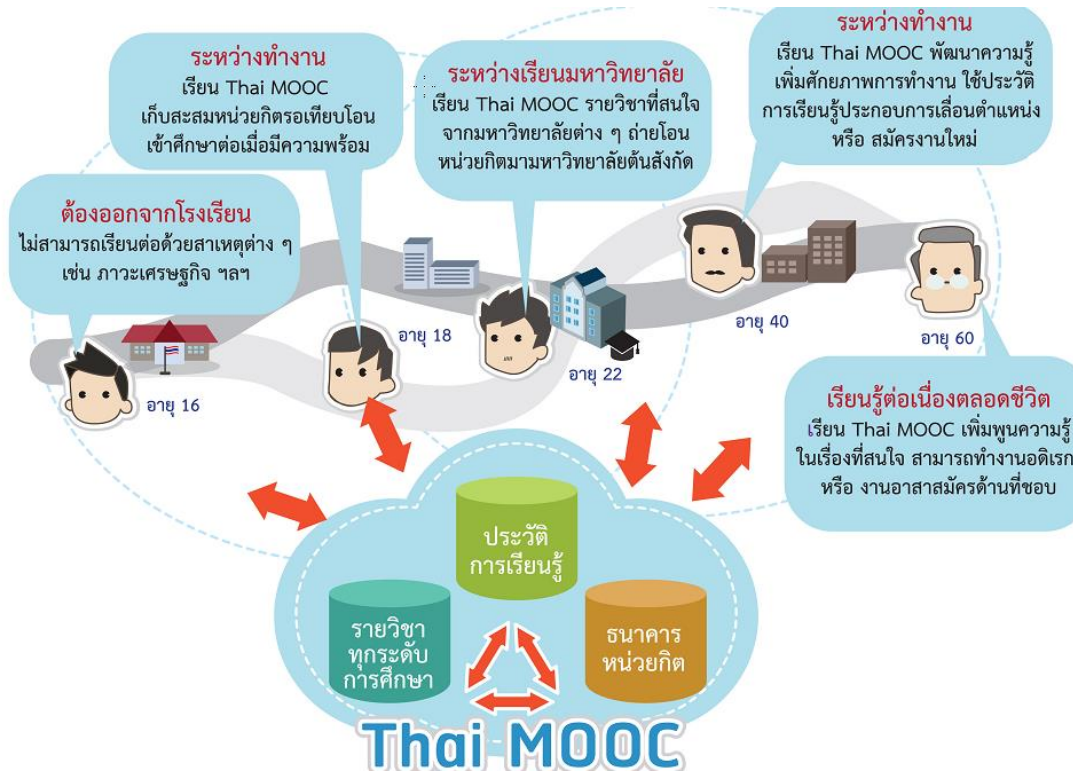 ระหว่างทำงาน
เรียน Thai MOOC
เก็บสะสมหน่วยกิตรอเทียบโอน
เข้าศึกษาต่อเมื่อมีความพร้อม
ระหว่างเรียนมหาวิทยาลัย
เรียน Thai MOOC รายวิชาที่สนใจ
จากมหาวิทยาลัยต่าง ๆ ถ่ายโอน
หน่วยกิตมามหาวิทยาลัยต้นสังกัด
ระหว่างทำงาน
เรียน Thai MOOC พัฒนาความรู้
เพิ่มศักยภาพการทำงาน ใช้ประวัติ
การเรียนรู้ประกอบการเลื่อนตำแหน่ง
หรือ สมัครงานใหม่
ต้องออกจากโรงเรียน
ไม่สามารถเรียนต่อด้วยสาเหตุต่าง ๆ
เช่น ภาวะเศรษฐกิจ ฯลฯ
อายุ 16
อายุ 18
อายุ 22
อายุ 40
อายุ 60
เรียนรู้ต่อเนื่องตลอดชีวิต
เรียน Thai MOOC เพิ่มพูนความรู้
ในเรื่องที่สนใจ สามารถทำงานอดิเรก
หรือ งานอาสาสมัครด้านที่ชอบ
ประวัติ
การเรียนรู้
รายวิชา
ทุกระดับ
การศึกษา
ธนาคาร
หน่วยกิต
Thai MOOC